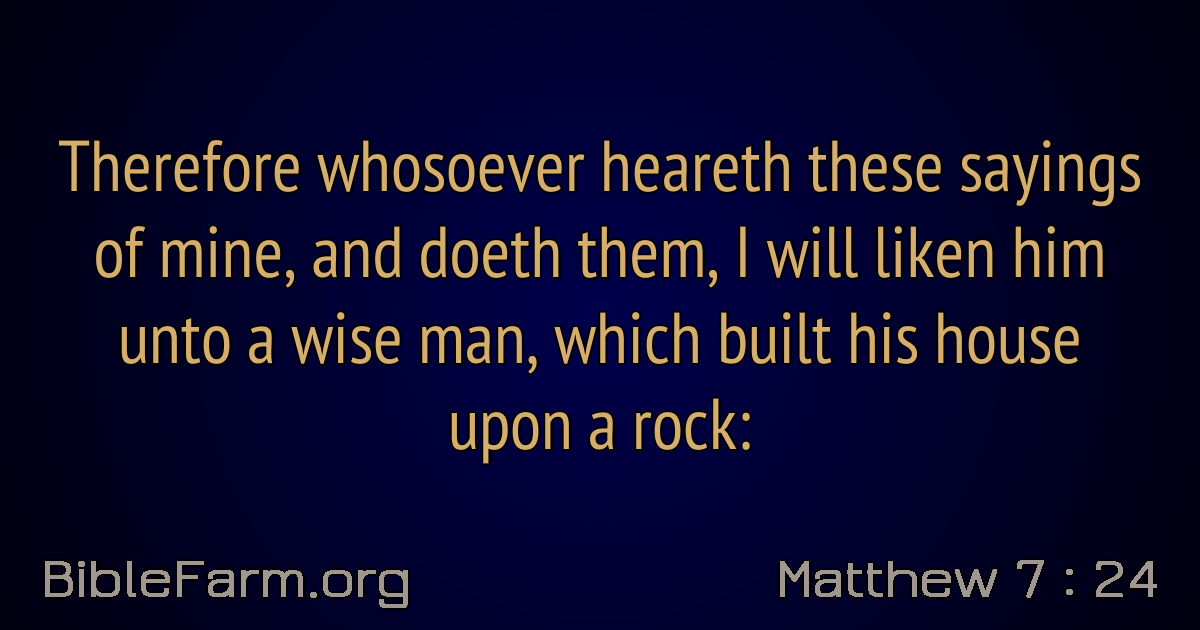 Therefore whosoever heareth these sayings
of mine, and doeth them, I will liken him
unto a wise man, which built his house
upon a rock:
BibleFarm.org
Matthew 7 : 24